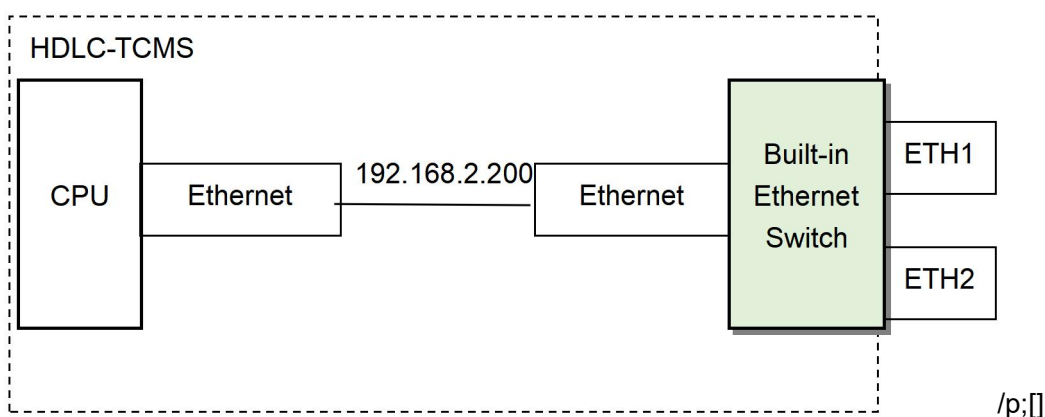 HDLC-TCMS
CPU
Ethernet
192.168.2.200
Ethernet
Built-in
Ethernet
Switch
ETH1
ETH2
/p;[]